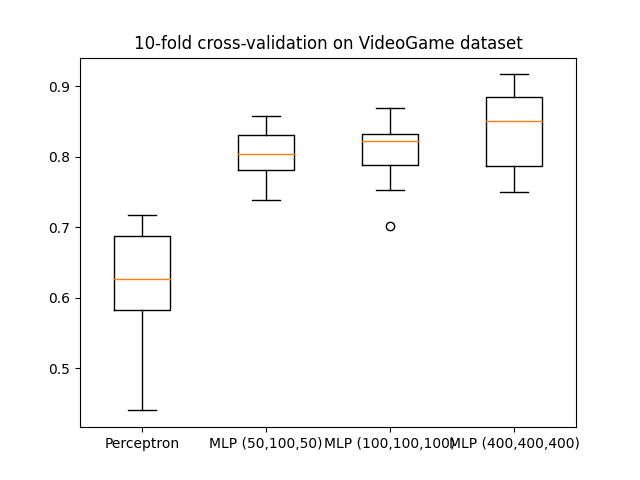 10-fold cross-validation on VideoGame dataset
0.9
0.8
0.7
0.6
0.5
Perceptron MLP (50,100,50) MLP (100,100,100) MLP (400,400,400)